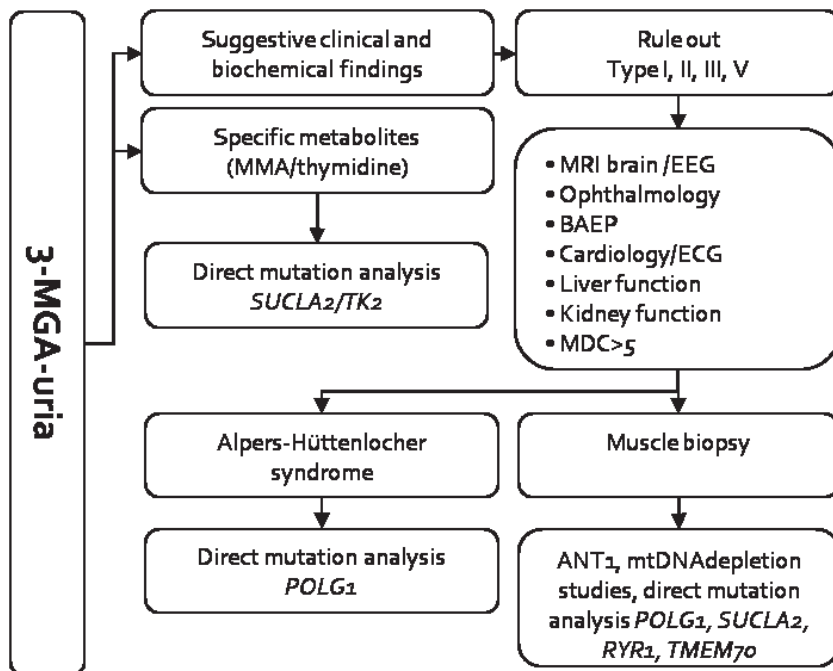 3-MGA-uria
Suggestive clinical and
biochemical findings
Rule out
Type I, II, III, V
Specific metabolites
(MMA/thymidine)
Direct mutation analysis
SUCLA2/TK2
• MRI brain /EEG
• Ophthalmology
• BAEP
• Cardiology/ECG
• Liver function
• Kidney function
• MDC>5
Alpers-Hüttenlocher
syndrome
Muscle biopsy
Direct mutation analysis
POLG1
ANT1, mtDNAdepletion
studies, direct mutation
analysis POLG1, SUCLA2,
RYR1, TMEM70